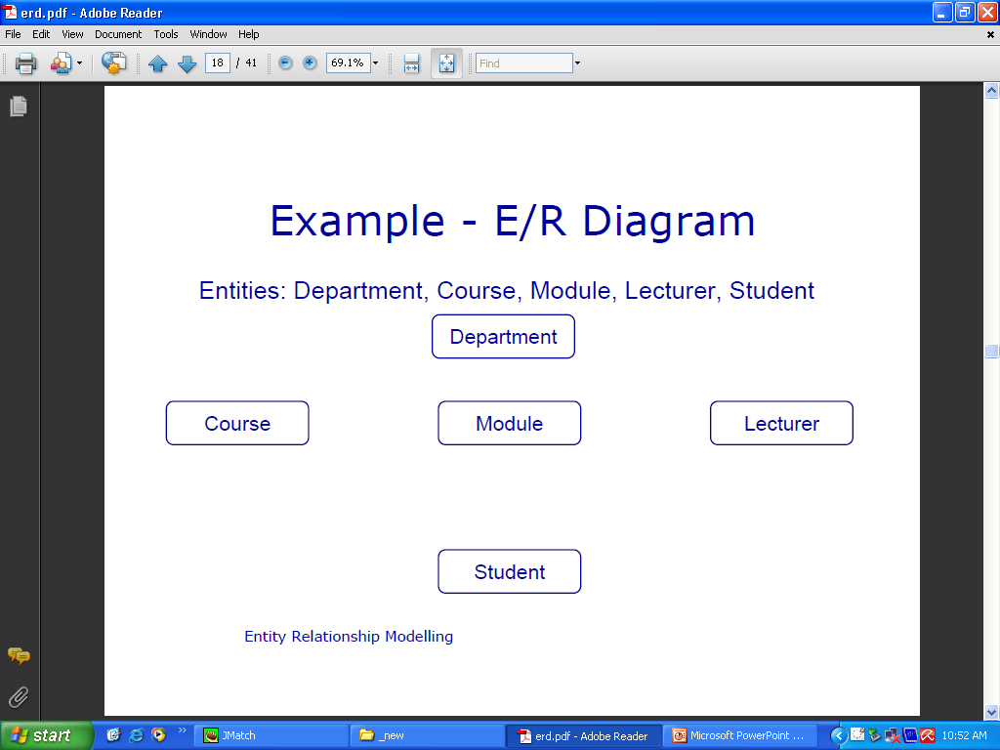 erd.pdf - Adobe Reader
File Edit View Document Tools Window Help
18 / 41 69.1% Find
Example - E/R Diagram
Entities: Department, Course, Module, Lecturer, Student
Department
Course Module Lecturer
Student
Entity Relationship Modelling
start JMatch _new erd.pdf - Adobe Reader Microsoft PowerPoint ... 10:52 AM